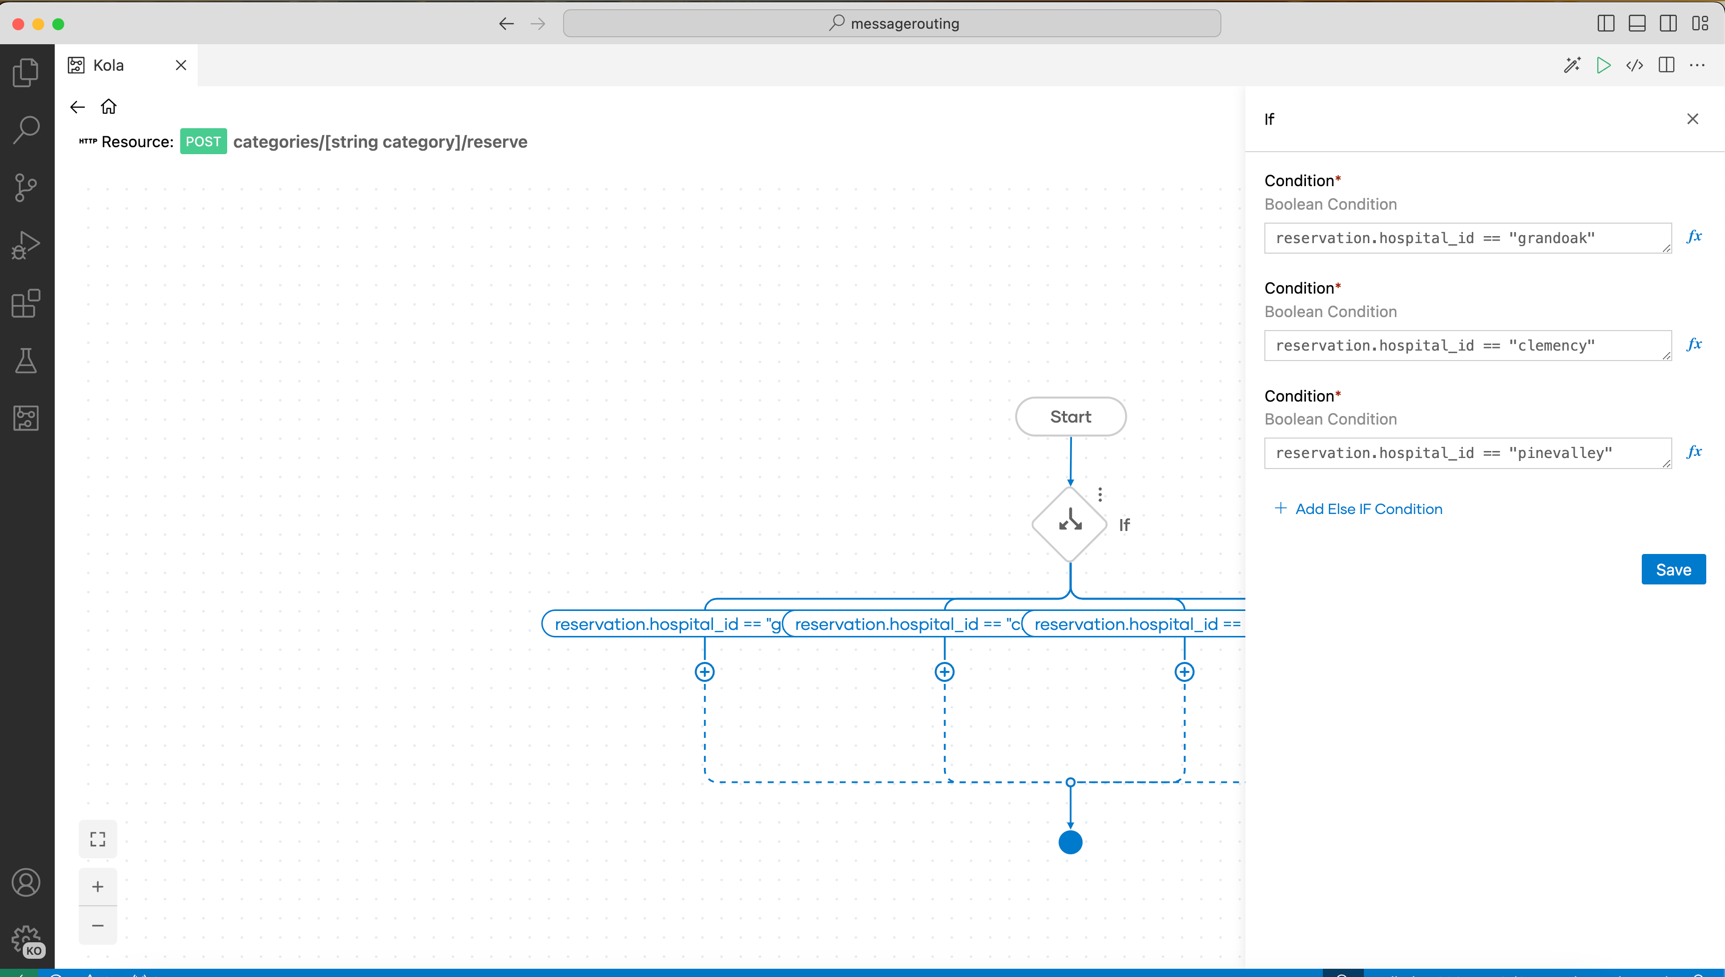 messagerouting
Kola
HTTP Resource: POST categories/[string category]/reserve
If
Condition*
Boolean Condition
reservation.hospital_id == "grandoak"
fx
Condition*
Boolean Condition
reservation.hospital_id == "clemency"
fx
Condition*
Boolean Condition
reservation.hospital_id == "pinevalley"
fx
+ Add Else IF Condition
Save
Start
If
reservation.hospital_id == "g
reservation.hospital_id == "c
reservation.hospital_id ==
KO